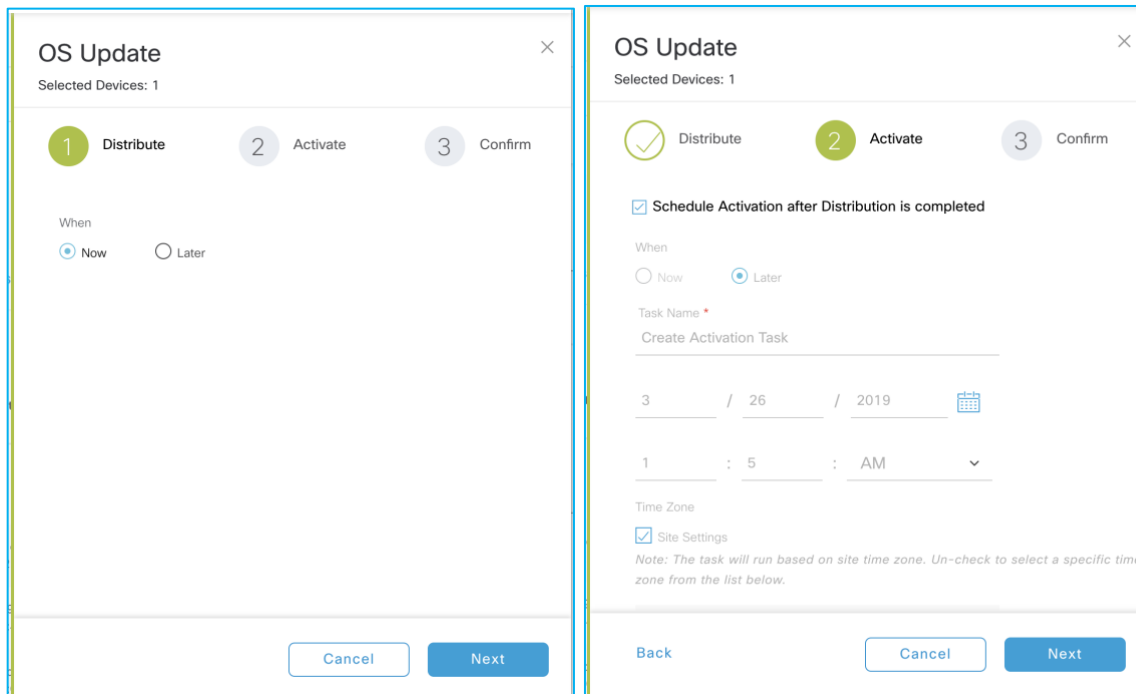 OS Update
Selected Devices: 1
1 Distribute 2 Activate 3 Confirm
When
Now Later
Cancel Next
OS Update
Selected Devices: 1
Distribute 2 Activate 3 Confirm
Schedule Activation after Distribution is completed
When
Now Later
Task Name *
Create Activation Task
3 / 26 / 2019
1 : 5 : AM
Time Zone
Site Settings
Note: The task will run based on site time zone. Un-check to select a specific time
zone from the list below.
Back Cancel Next